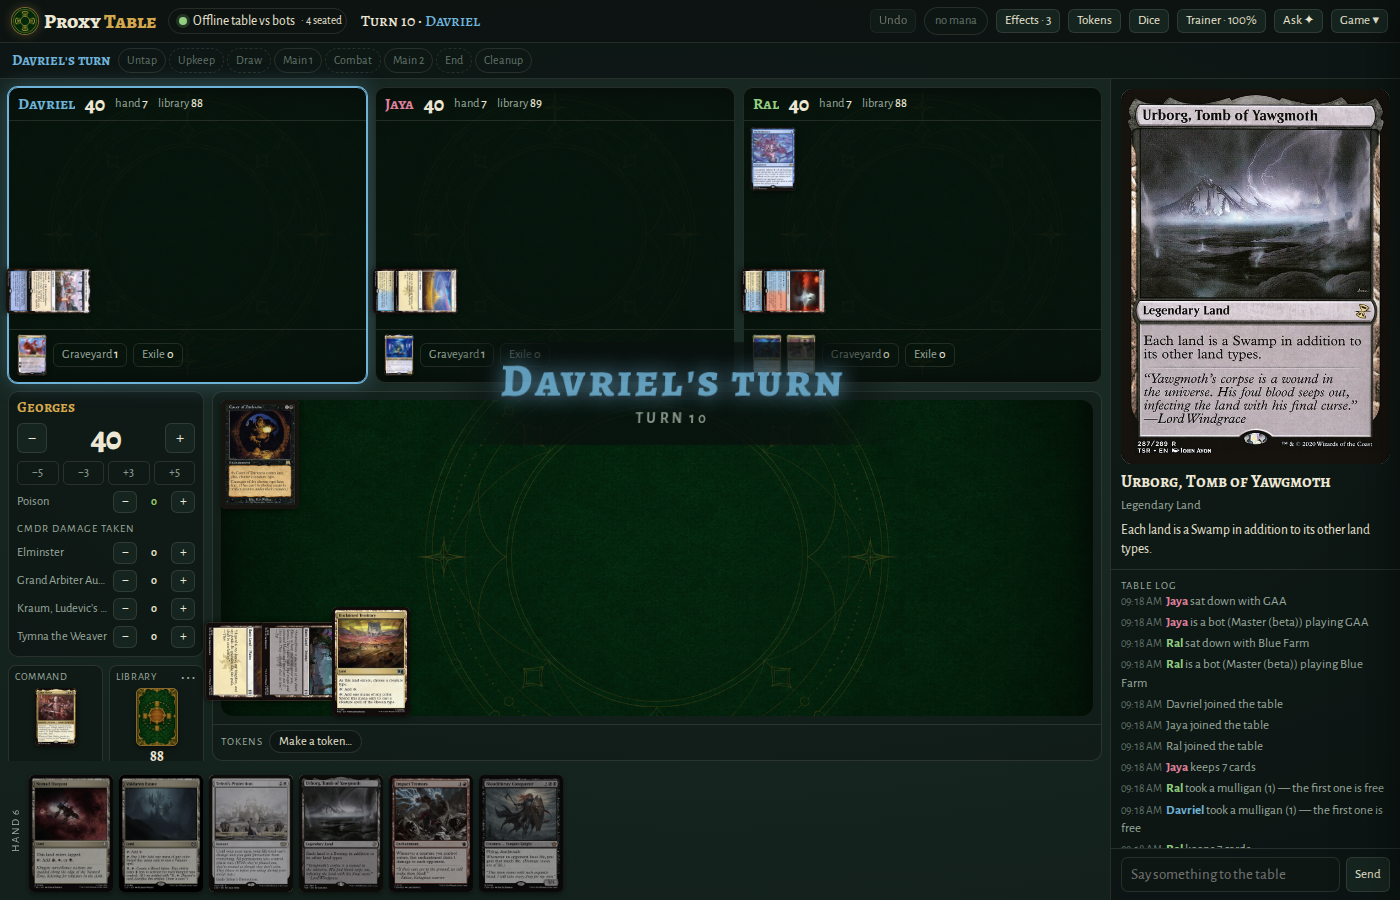 Proxy Table
Offline table vs bots · 4 seated
Turn 10 · Davriel
Undo
no mana
Effects · 3
Tokens
Dice
Trainer · 100%
Ask ✦
Game ▾
Davriel's turn
Untap
Upkeep
Draw
Main 1
Combat
Main 2
End
Cleanup
Davriel 40 hand 7 library 88
Jaya 40 hand 7 library 89
Ral 40 hand 7 library 88
Graveyard 1
Exile 0
Graveyard 1
Exile 0
Graveyard 0
Exile 0
Davriel's turn
Turn 10
Georges
− 40 +
−5 −3 +3 +5
Poison − 0 +
CMDR DAMAGE TAKEN
Elminster − 0 +
Grand Arbiter Au... − 0 +
Kraum, Ludevic's ... − 0 +
Tymna the Weaver − 0 +
COMMAND
LIBRARY ···
88
TOKENS
Make a token...
HAND 6
Urborg, Tomb of Yawgmoth
Legendary Land
Each land is a Swamp in addition to
its other land types.
“Yawgmoth's corpse is a wound in
the universe. His foul blood seeps out,
infecting the land with his final curse.”
—Lord Windgrace
287/289 R
TSR • EN John Avon
™ & © 2020 Wizards of the Coast
Urborg, Tomb of Yawgmoth
Legendary Land
Each land is a Swamp in addition to its other land
types.
TABLE LOG
09:18 AM Jaya sat down with GAA
09:18 AM Jaya is a bot (Master (beta)) playing GAA
09:18 AM Ral sat down with Blue Farm
09:18 AM Ral is a bot (Master (beta)) playing Blue
Farm
09:18 AM Davriel joined the table
09:18 AM Jaya joined the table
09:18 AM Ral joined the table
09:18 AM Jaya keeps 7 cards
09:18 AM Ral took a mulligan (1) — the first one is free
09:18 AM Davriel took a mulligan (1) — the first one is
free
Say something to the table
Send